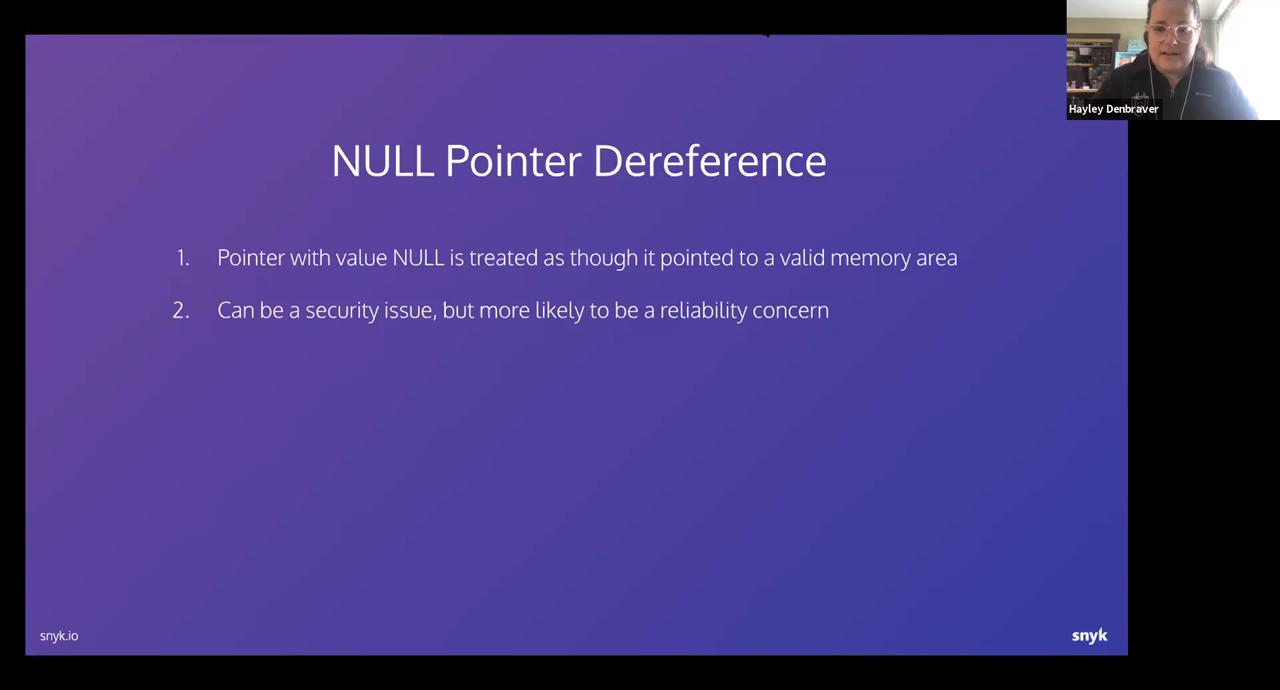 Hayley Denbraver
NULL Pointer Dereference
1. Pointer with value NULL is treated as though it pointed to a valid memory area
2. Can be a security issue, but more likely to be a reliability concern
snyk.io
snyk